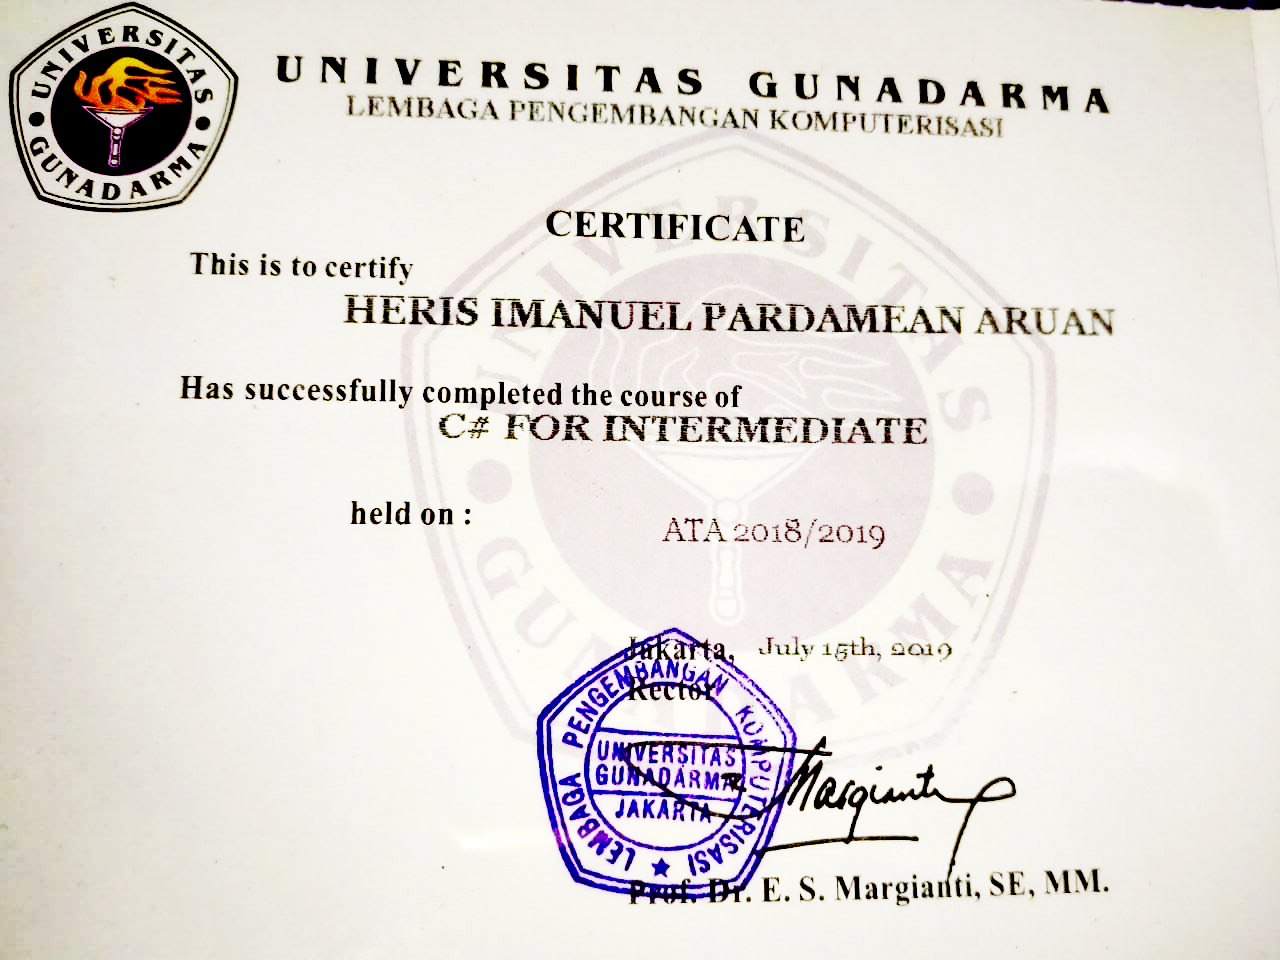 UNIVERSITAS GUNADARMA
UNIVERSITAS GUNADARMA
LEMBAGA PENGEMBANGAN KOMPUTERISASI
UNIVERSITAS GUNADARMA
CERTIFICATE
This is to certify
HERIS IMANUEL PARDAMEAN ARUAN
Has successfully completed the course of
C# FOR INTERMEDIATE
held on :
ATA 2018/2019
Jakarta, July 15th, 2019
Rector
LEMBAGA PENGEMBANGAN KOMPUTERISASI
UNIVERSITAS
GUNADARMA
JAKARTA
Margianti
Prof. Dr. E. S. Margianti, SE, MM.